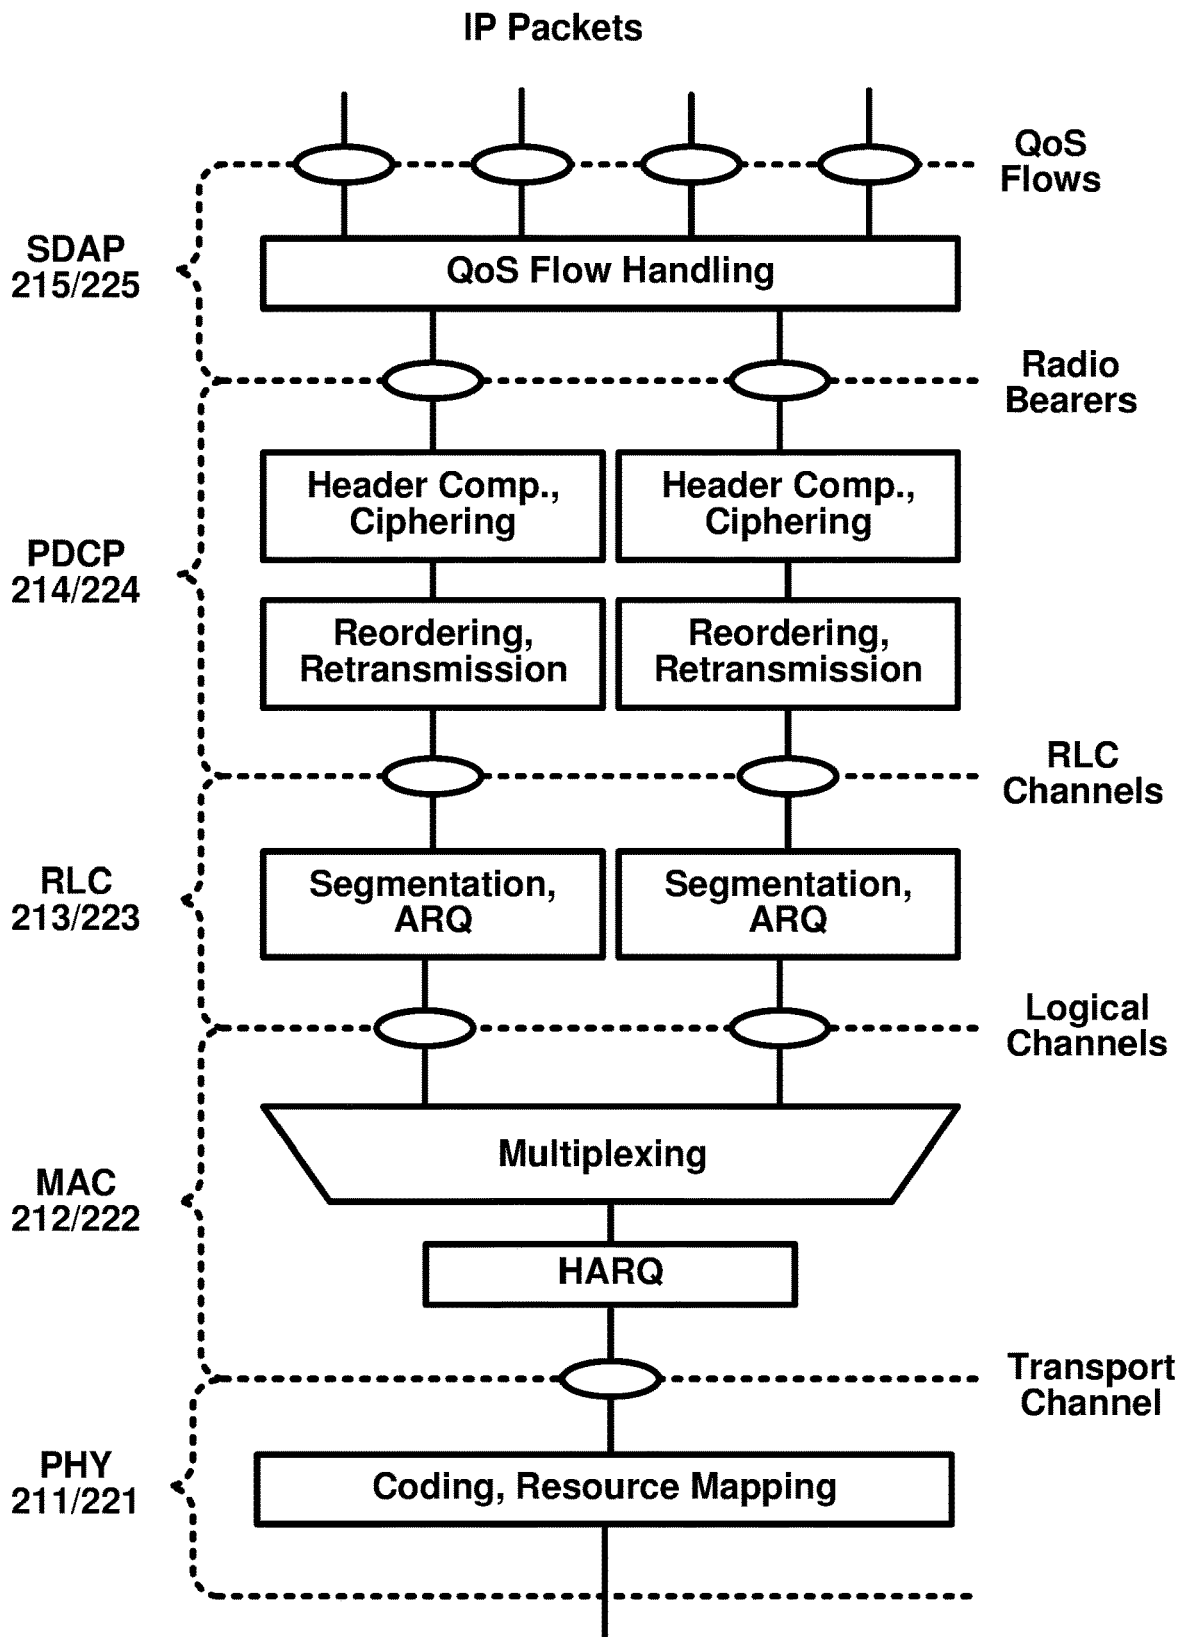 IP Packets
QoS
Flows
SDAP
215/225
QoS Flow Handling
Radio
Bearers
Header Comp.,
Ciphering
Header Comp.,
Ciphering
PDCP
214/224
Reordering,
Retransmission
Reordering,
Retransmission
RLC
Channels
RLC
213/223
Segmentation,
ARQ
Segmentation,
ARQ
Logical
Channels
Multiplexing
MAC
212/222
HARQ
Transport
Channel
PHY
211/221
Coding, Resource Mapping